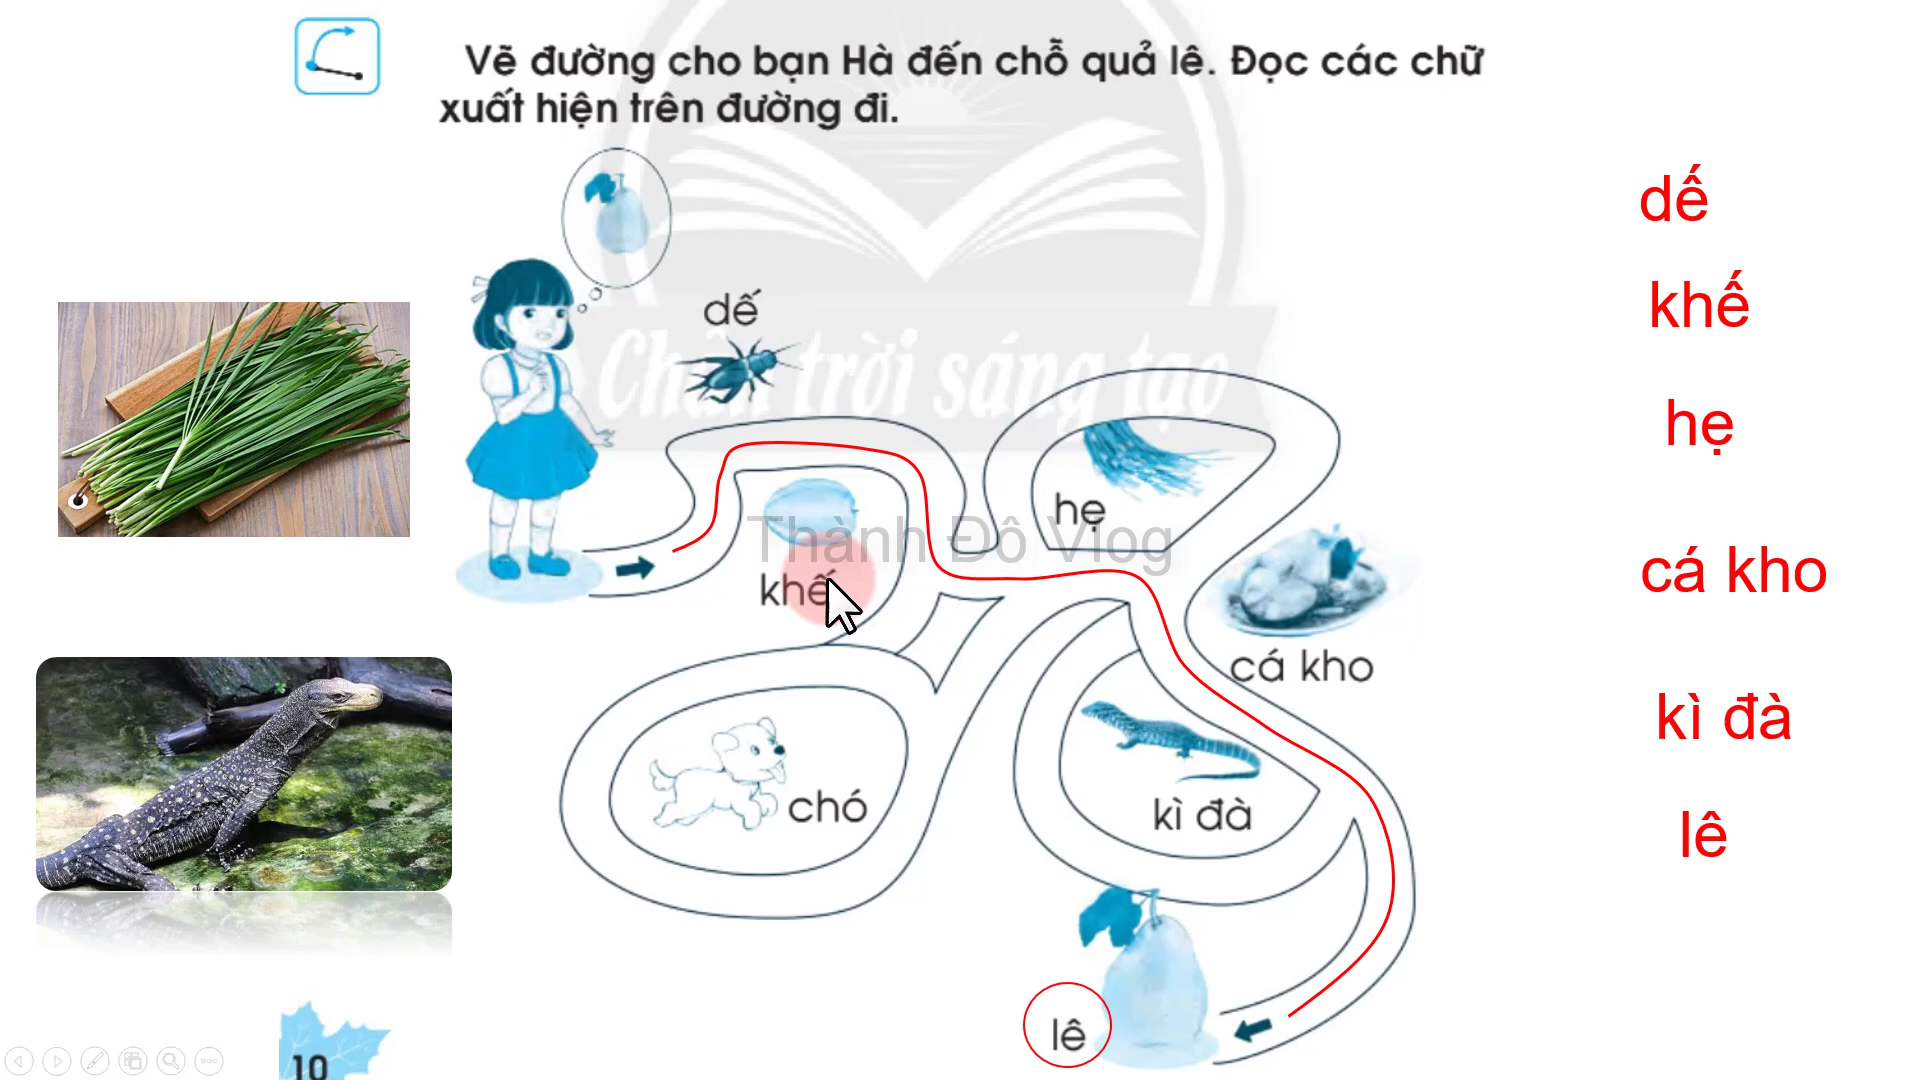 Vẽ đường cho bạn Hà đến chỗ quả lê. Đọc các chữ
xuất hiện trên đường đi.
dế
Chân trời sáng tạo
hẹ
Thành Đô Vlog
khế
cá kho
chó
kì đà
lê
10
dế
khế
hẹ
cá kho
kì đà
lê